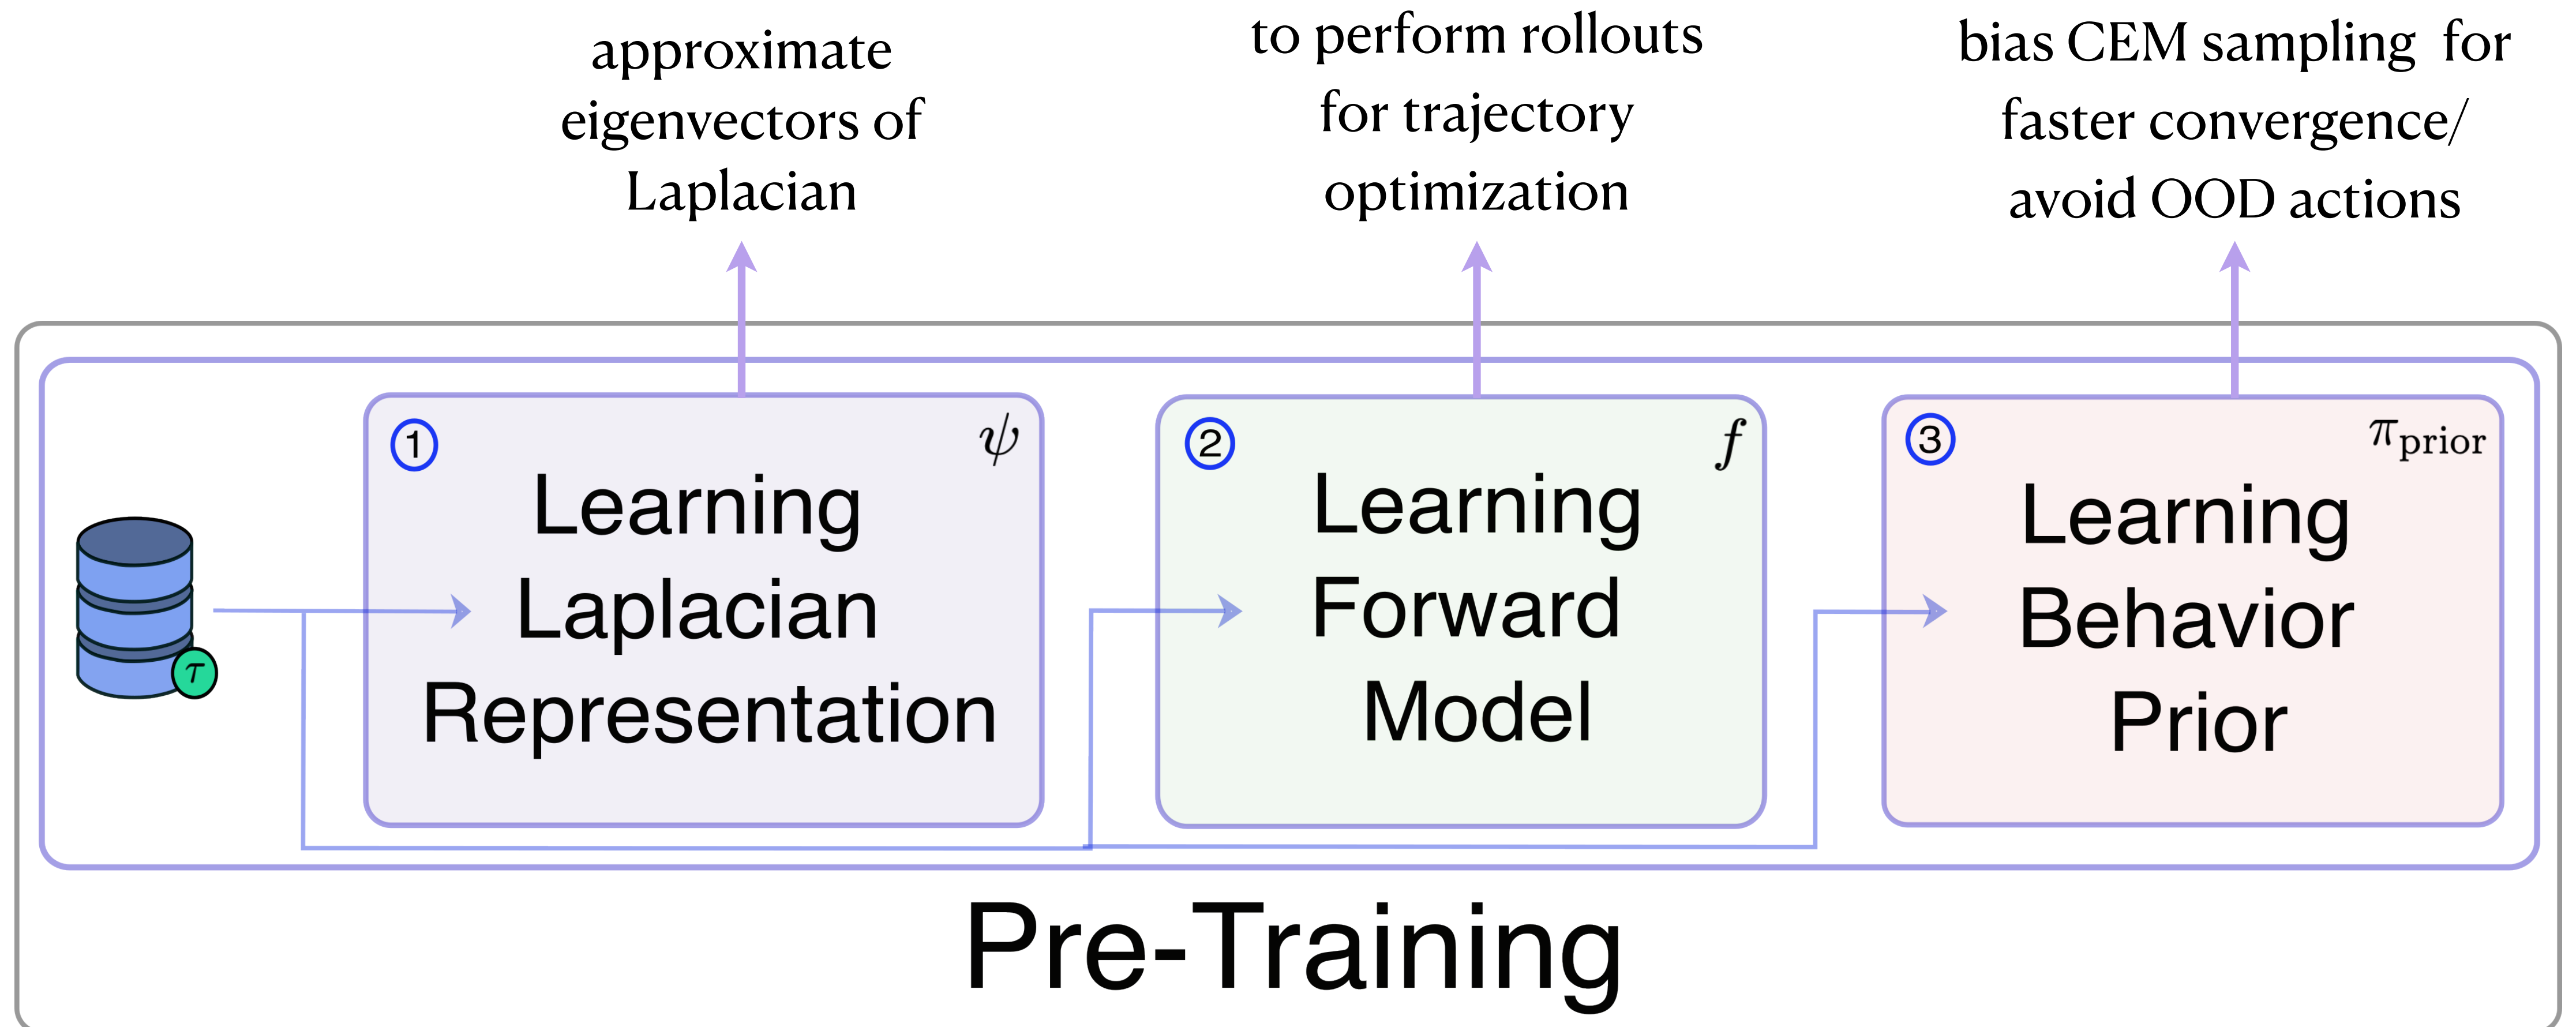 approximate
eigenvectors of
Laplacian
to perform rollouts
for trajectory
optimization
bias CEM sampling for
faster convergence/
avoid OOD actions
τ
1
ψ
Learning
Laplacian
Representation
2
f
Learning
Forward
Model
3
π_prior
Learning
Behavior
Prior
Pre-Training